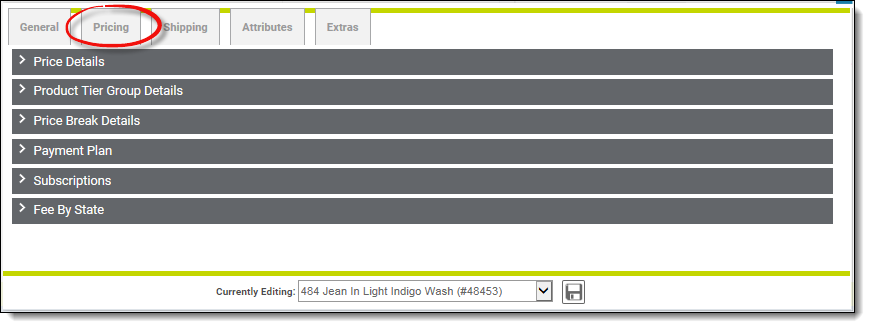 General Pricing Shipping Attributes Extras
Price Details
Product Tier Group Details
Price Break Details
Payment Plan
Subscriptions
Fee By State
Currently Editing: 484 Jean In Light Indigo Wash (#48453)